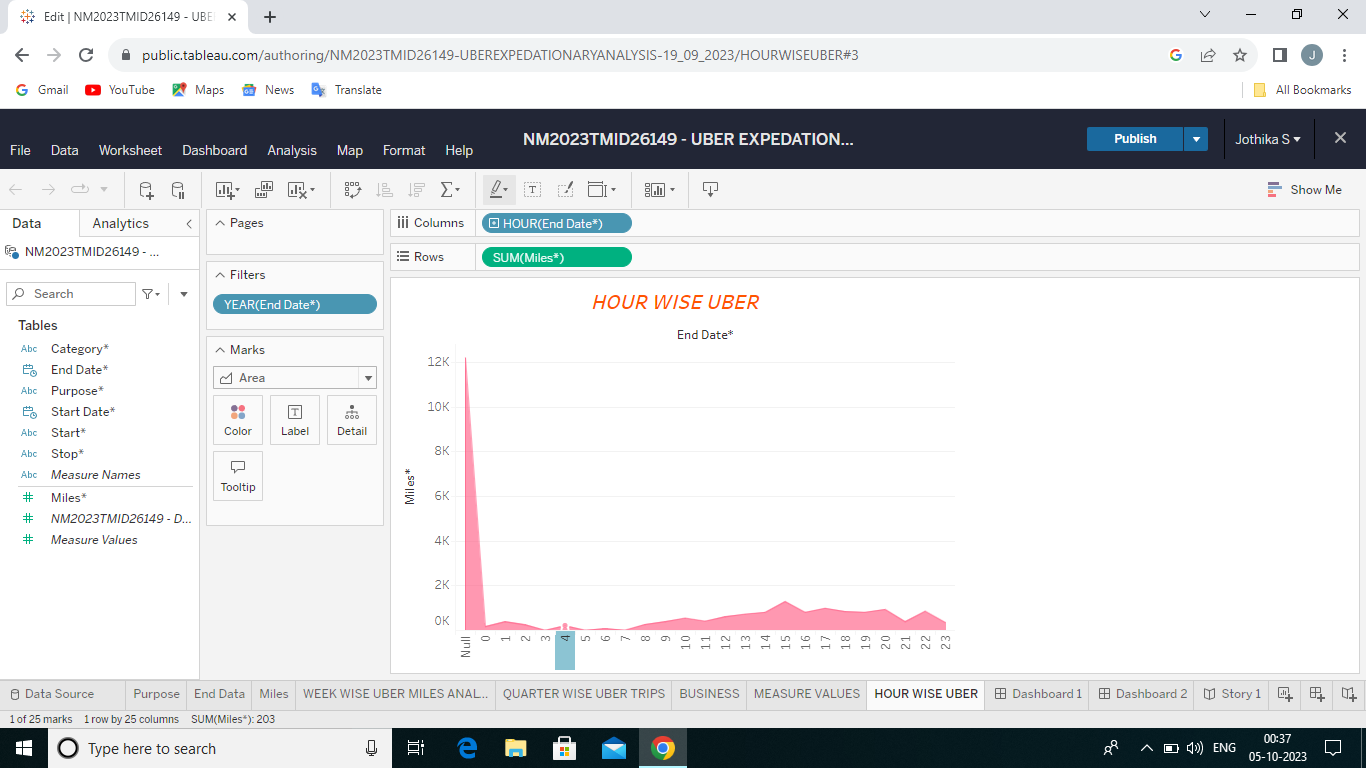 Edit | NM2023TMID26149 - UBE
public.tableau.com/authoring/NM2023TMID26149-UBEREXPEDATIONARYANALYSIS-19_09_2023/HOURWISEUBER#3
J
Gmail YouTube Maps News Translate All Bookmarks
NM2023TMID26149 - UBER EXPEDATION... Publish Jothika S
File Data Worksheet Dashboard Analysis Map Format Help
Show Me
Data Analytics
NM2023TMID26149 - ...
Search
Tables
Abc Category*
End Date*
Abc Purpose*
Start Date*
Abc Start*
Abc Stop*
Abc Measure Names
Miles*
NM2023TMID26149 - D...
Measure Values
Pages
Filters
YEAR(End Date*)
Marks
Area
Color Label Detail
Tooltip
Columns HOUR(End Date*)
Rows SUM(Miles*)
HOUR WISE UBER
End Date*
Miles*
12K
10K
8K
6K
4K
2K
0K
Null 0 1 2 3 4 5 6 7 8 9 10 11 12 13 14 15 16 17 18 19 20 21 22 23
Data Source Purpose End Data Miles WEEK WISE UBER MILES ANAL... QUARTER WISE UBER TRIPS BUSINESS MEASURE VALUES HOUR WISE UBER Dashboard 1 Dashboard 2 Story 1
1 of 25 marks 1 row by 25 columns SUM(Miles*): 203
Type here to search
ENG
00:37
05-10-2023